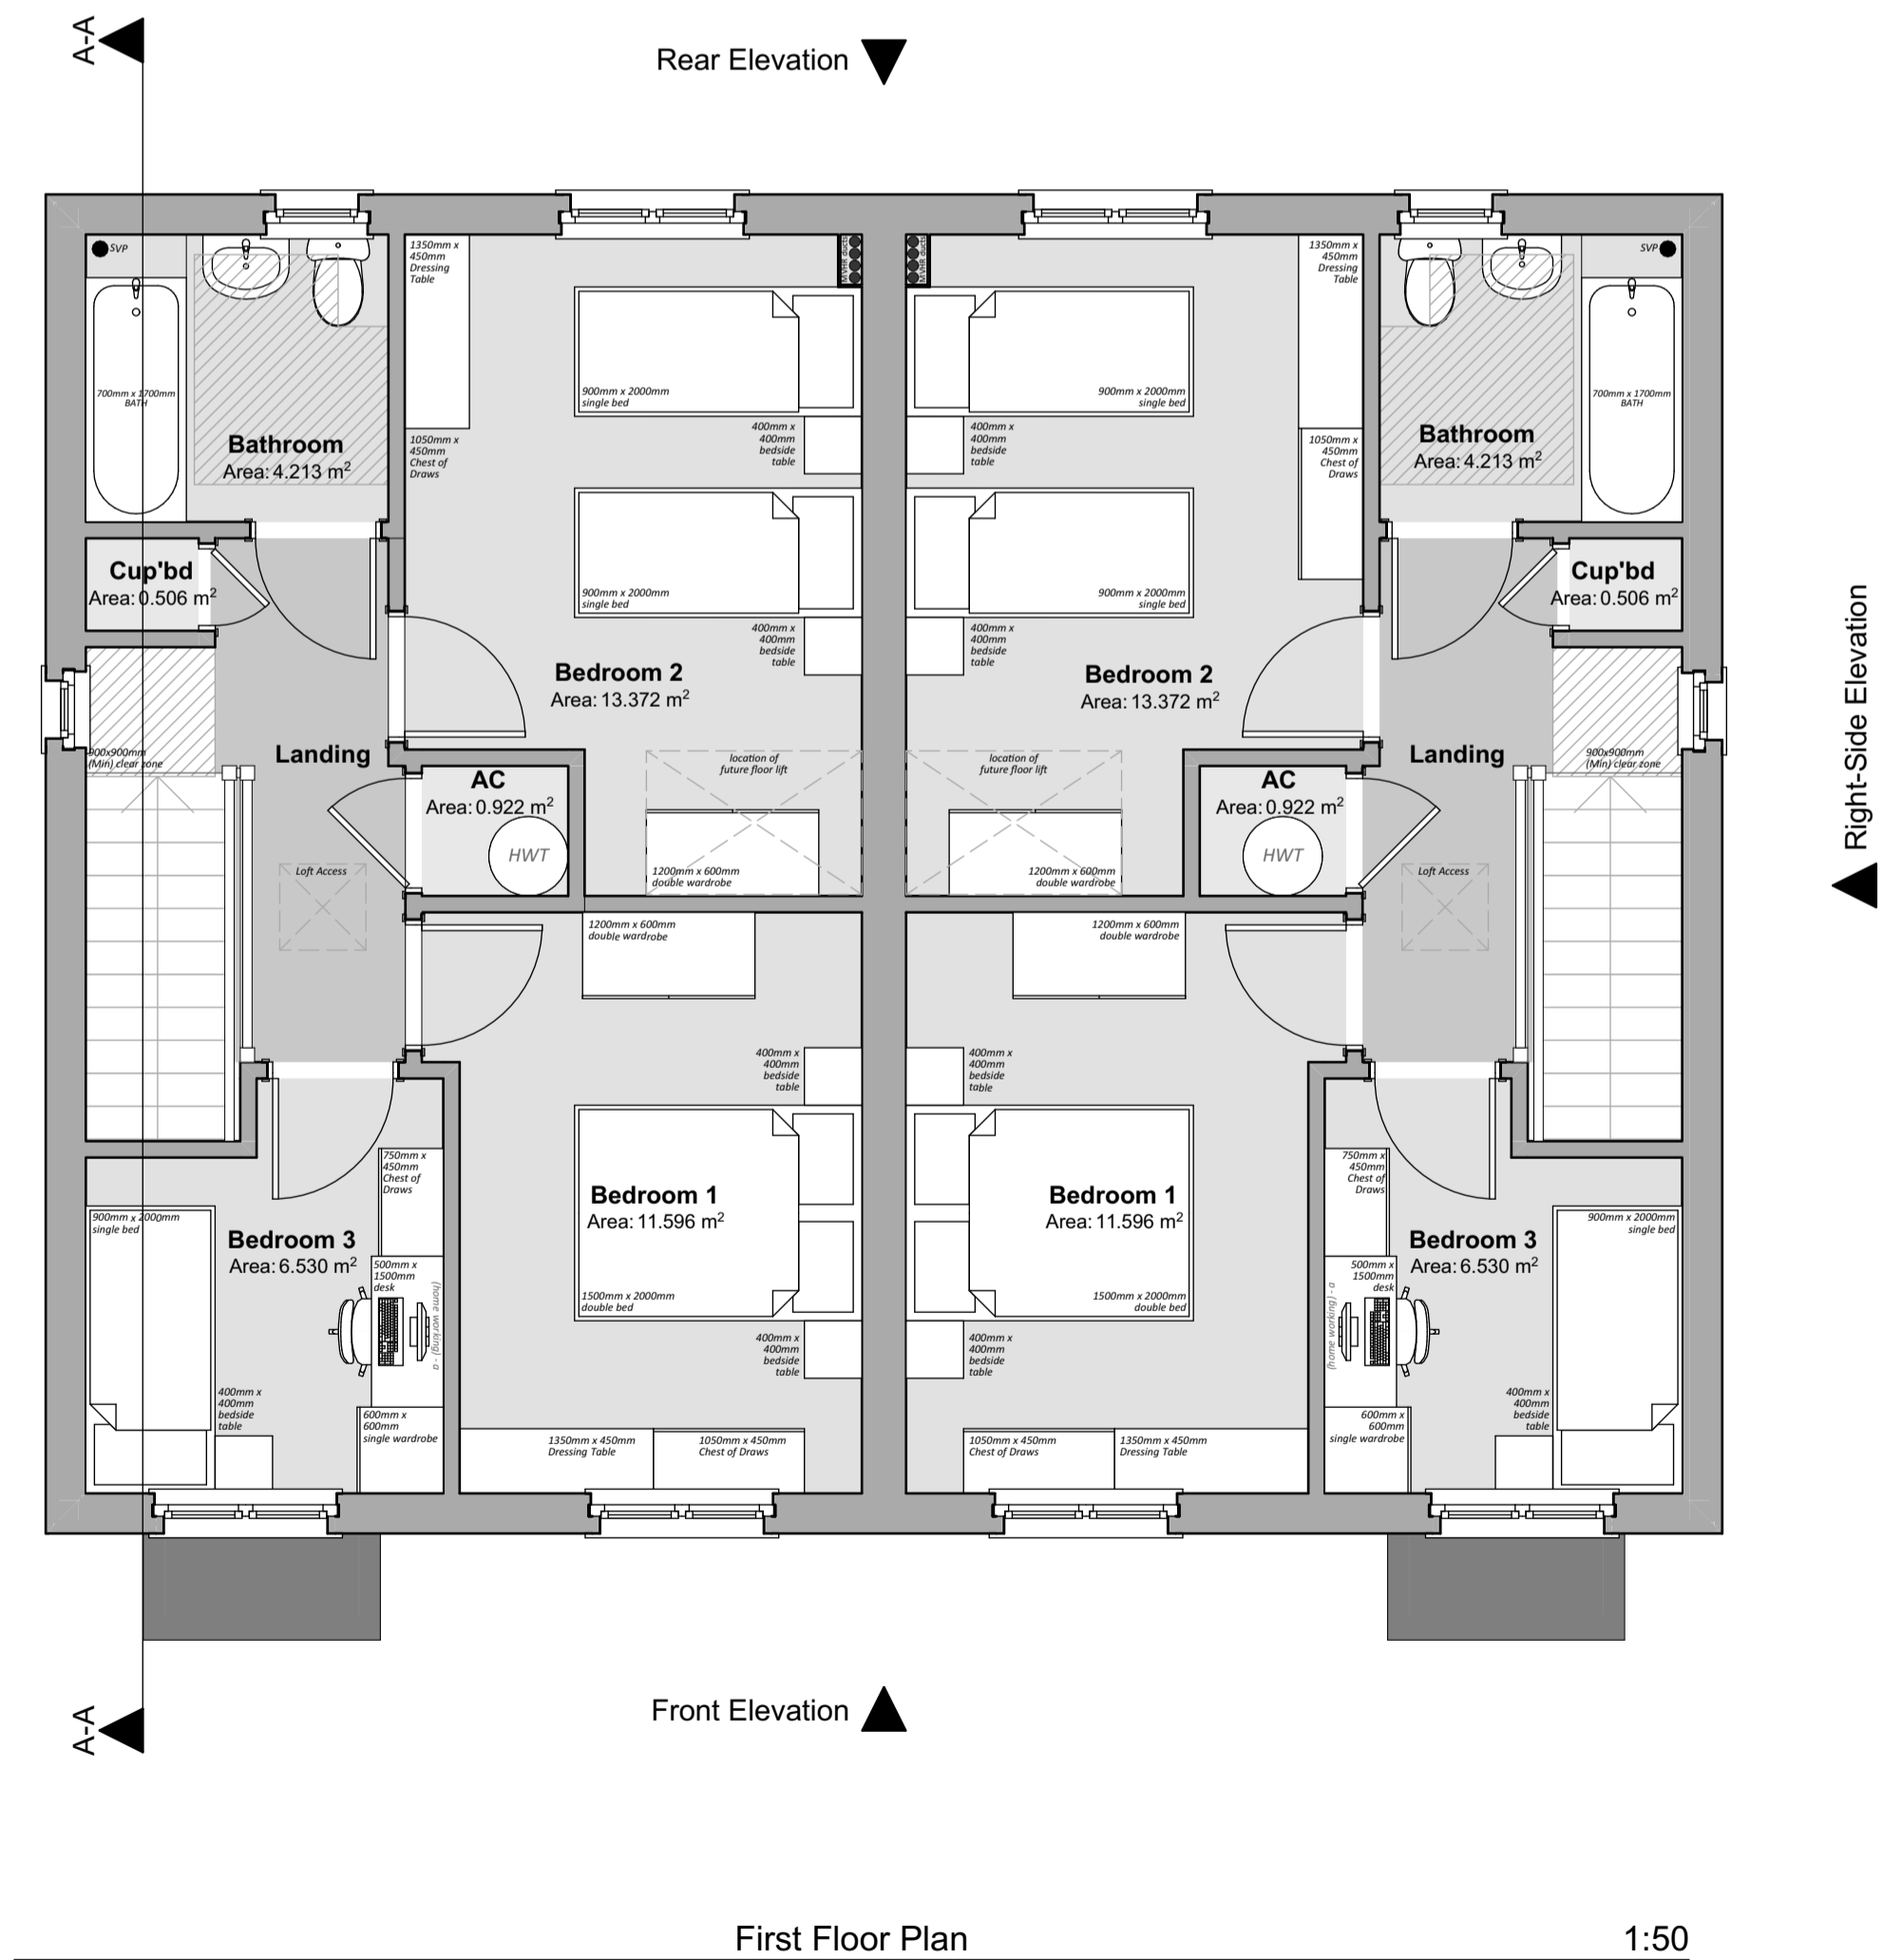 A-A
Rear Elevation
SVP
1350mm x
450mm
Dressing
Table
MVHR ducts
MVHR ducts
1350mm x
450mm
Dressing
Table
SVP
700mm x 1700mm
BATH
900mm x 2000mm
single bed
900mm x 2000mm
single bed
700mm x 1700mm
BATH
Bathroom
Area: 4.213 m²
1050mm x
450mm
Chest of
Draws
400mm x
400mm
bedside
table
400mm x
400mm
bedside
table
1050mm x
450mm
Chest of
Draws
Bathroom
Area: 4.213 m²
Cup'bd
Area: 0.506 m²
900mm x 2000mm
single bed
900mm x 2000mm
single bed
Cup'bd
Area: 0.506 m²
400mm x
400mm
bedside
table
400mm x
400mm
bedside
table
Bedroom 2
Area: 13.372 m²
Bedroom 2
Area: 13.372 m²
Right-Side Elevation
900x900mm
(Min) clear zone
Landing
location of
future floor lift
location of
future floor lift
Landing
900x900mm
(Min) clear zone
AC
Area: 0.922 m²
HWT
AC
Area: 0.922 m²
HWT
Loft Access
1200mm x 600mm
double wardrobe
1200mm x 600mm
double wardrobe
Loft Access
1200mm x 600mm
double wardrobe
1200mm x 600mm
double wardrobe
400mm x
400mm
bedside
table
400mm x
400mm
bedside
table
750mm x
450mm
Chest of
Draws
750mm x
450mm
Chest of
Draws
Bedroom 1
Area: 11.596 m²
Bedroom 1
Area: 11.596 m²
900mm x 2000mm
single bed
900mm x 2000mm
single bed
Bedroom 3
Area: 6.530 m²
Bedroom 3
Area: 6.530 m²
500mm x
1500mm
desk
(home working) - a
1500mm x 2000mm
double bed
1500mm x 2000mm
double bed
500mm x
1500mm
desk
(home working) - a
400mm x
400mm
bedside
table
400mm x
400mm
bedside
table
400mm x
400mm
bedside
table
400mm x
400mm
bedside
table
600mm x
600mm
single wardrobe
1350mm x 450mm
Dressing Table
1050mm x 450mm
Chest of Draws
1050mm x 450mm
Chest of Draws
1350mm x 450mm
Dressing Table
600mm x
600mm
single wardrobe
Front Elevation
A-A
First Floor Plan
1:50